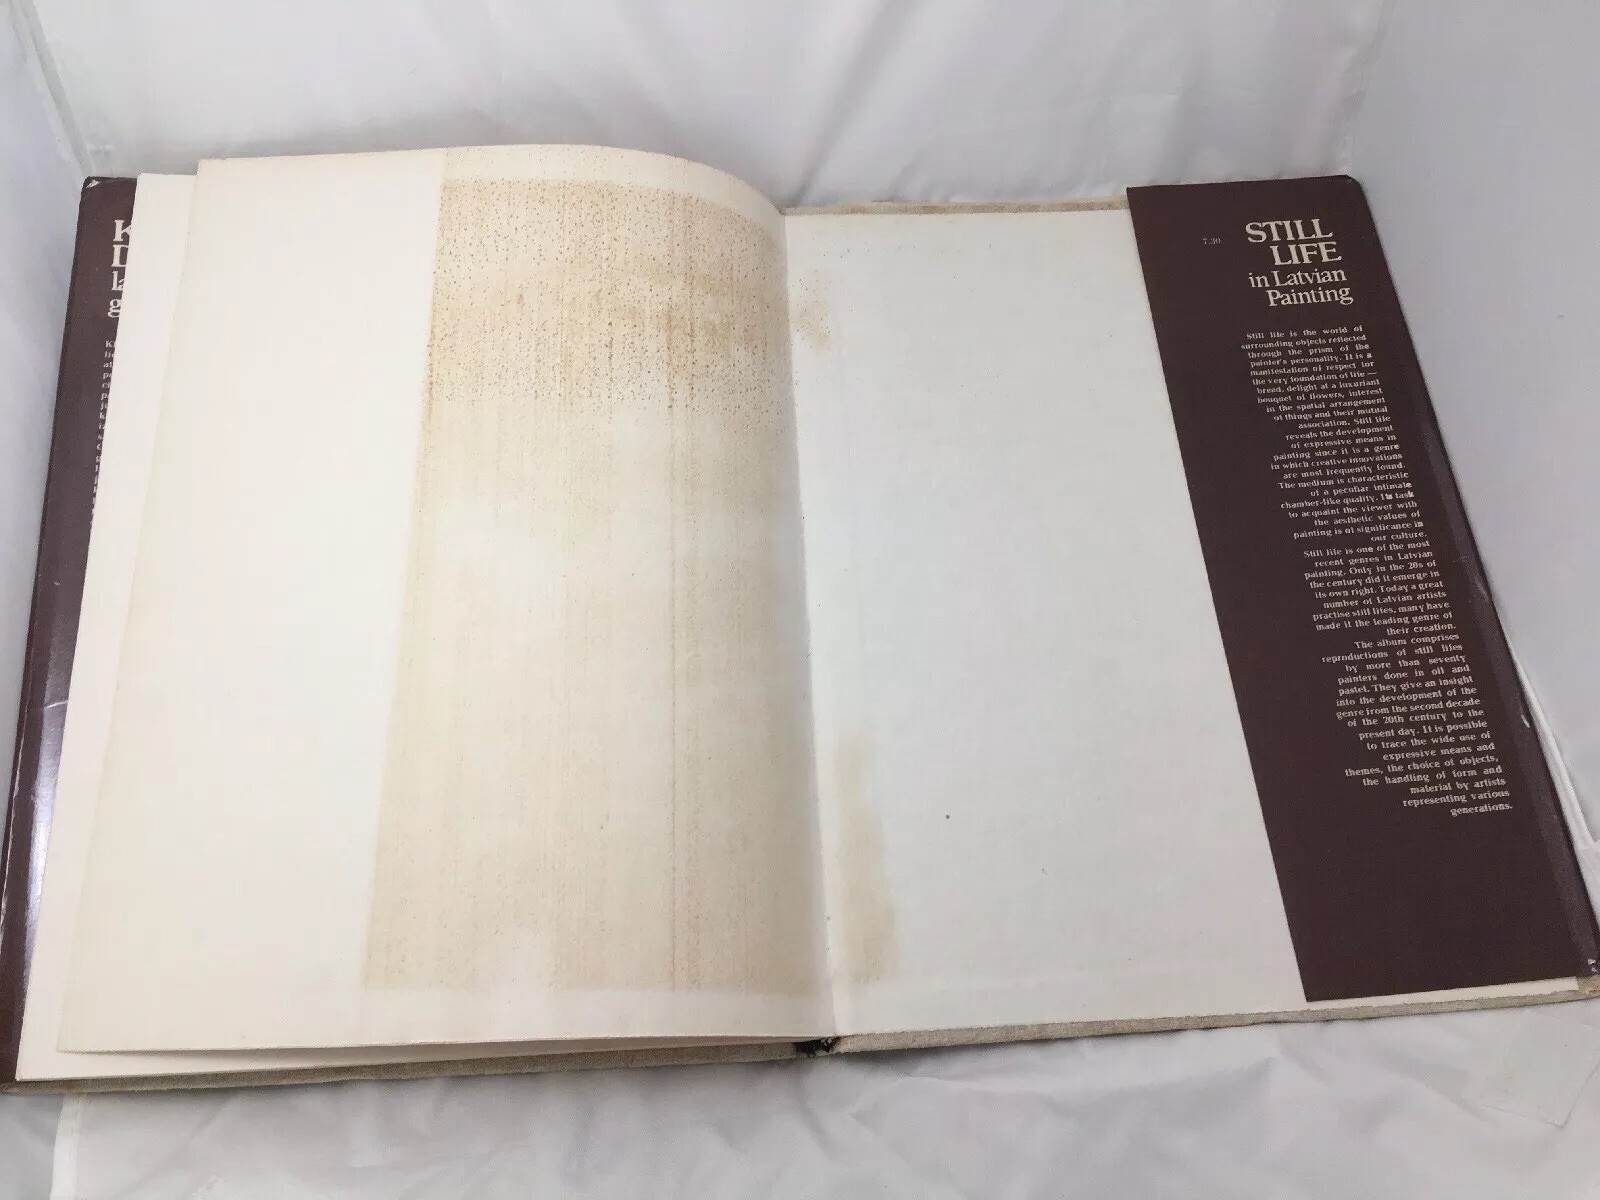 K
D
la
g
7.30
STILL
LIFE
in Latvian
Painting
Still life is the world of
surrounding objects reflected
through the prism of the
painter's personality. It is a
manifestation of respect for
the very foundation of life —
bread, delight at a luxuriant
bouquet of flowers, interest
in the spatial arrangement
of things and their mutual
association. Still life
reveals the development
of expressive means in
painting since it is a genre
in which creative innovations
are most frequently found.
The medium is characteristic
of a peculiar intimate
chamber-like quality. Its task
to acquaint the viewer with
the aesthetic values of
painting is of significance in
our culture.
Still life is one of the most
recent genres in Latvian
painting. Only in the 20s of
the century did it emerge in
its own right. Today a great
number of Latvian artists
practise still lifes, many have
made it the leading genre of
their creation.
The album comprises
reproductions of still lifes
by more than seventy
painters done in oil and
pastel. They give an insight
into the development of the
genre from the second decade
of the 20th century to the
present day. It is possible
to trace the wide use of
expressive means and
themes, the choice of objects,
the handling of form and
material by artists
representing various
generations.